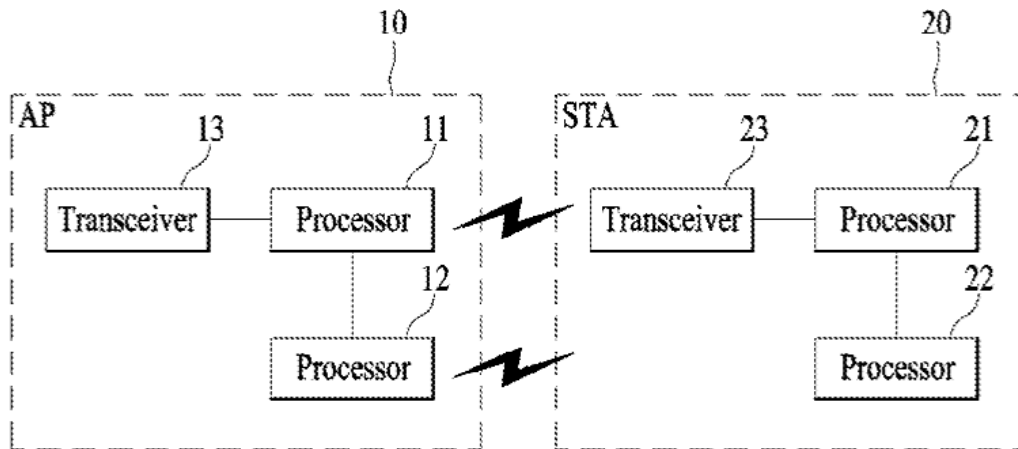 10
20
AP
STA
13
11
23
21
Transceiver
Processor
Transceiver
Processor
12
22
Processor
Processor